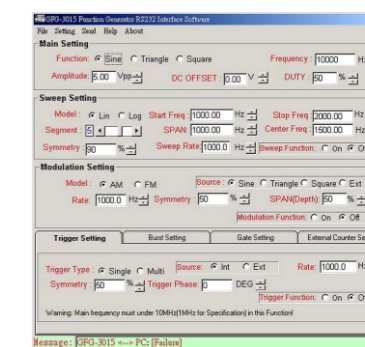 GFG-3015 Function Generator RS232 Interface Software
File Setting Send Help About
Main Setting
Function: Sine Triangle Square Frequency: 10000 Hz
Amplitude: 5.00 Vpp DC OFFSET: 0.00 V DUTY: 50 %
Sweep Setting
Model: Lin Log Start Freq: 1000.00 Hz Stop Freq: 2000.00 Hz
Segment: 5 SPAN: 1000.00 Hz Center Freq: 1500.00 Hz
Symmetry: 90 % Sweep Rate: 1000.0 Hz Sweep Function: On
Modulation Setting
Model: AM FM Source: Sine Triangle Square Ext
Rate: 1000.0 Hz Symmetry: 50 % SPAN(Depth): 50 %
Modulation Function: On Off
Trigger Setting Burst Setting Gate Setting External Counter Se
Trigger Type: Single Multi Source: Int Ext Rate: 1000.0 H
Symmetry: 50 % Trigger Phase: 0 DEG
Trigger Function: On
Warning: Main frequency must under 10MHz(1MHz for Specification) in this Function!
Message: GFG-3015 <--> PC: [Failure]